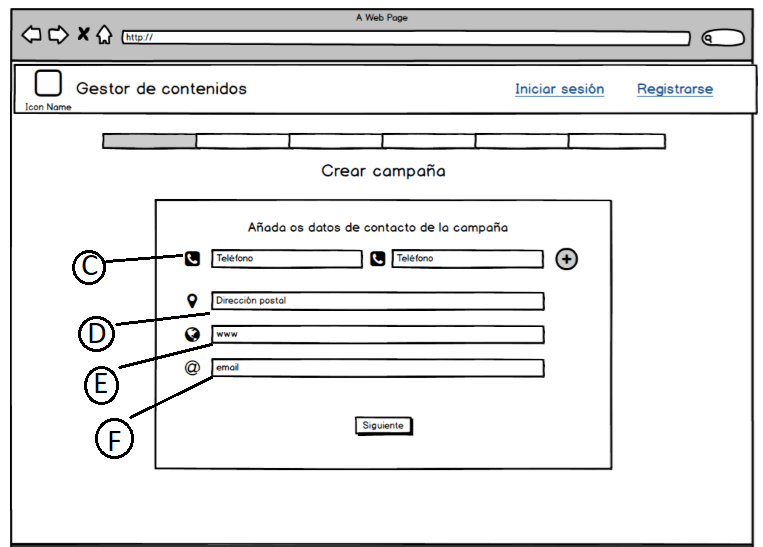 A Web Page
http://
Gestor de contenidos
Iniciar sesión
Registrarse
Icon Name
Crear campaña
Añada os datos de contacto de la campaña
C
Teléfono
Teléfono
+
D
Dirección postal
E
www
F
@
email
Siguiente